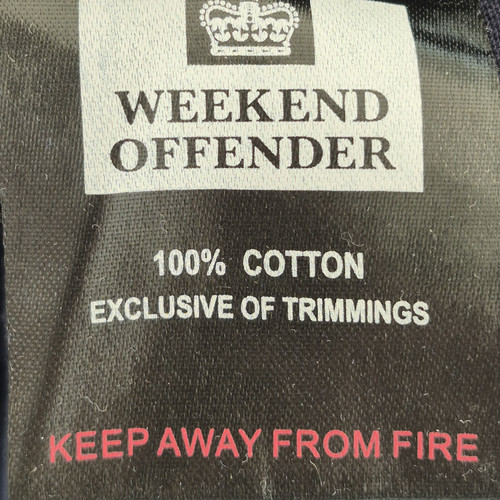 WEEKEND
OFFENDER
100% COTTON
EXCLUSIVE OF TRIMMINGS
KEEP AWAY FROM FIRE